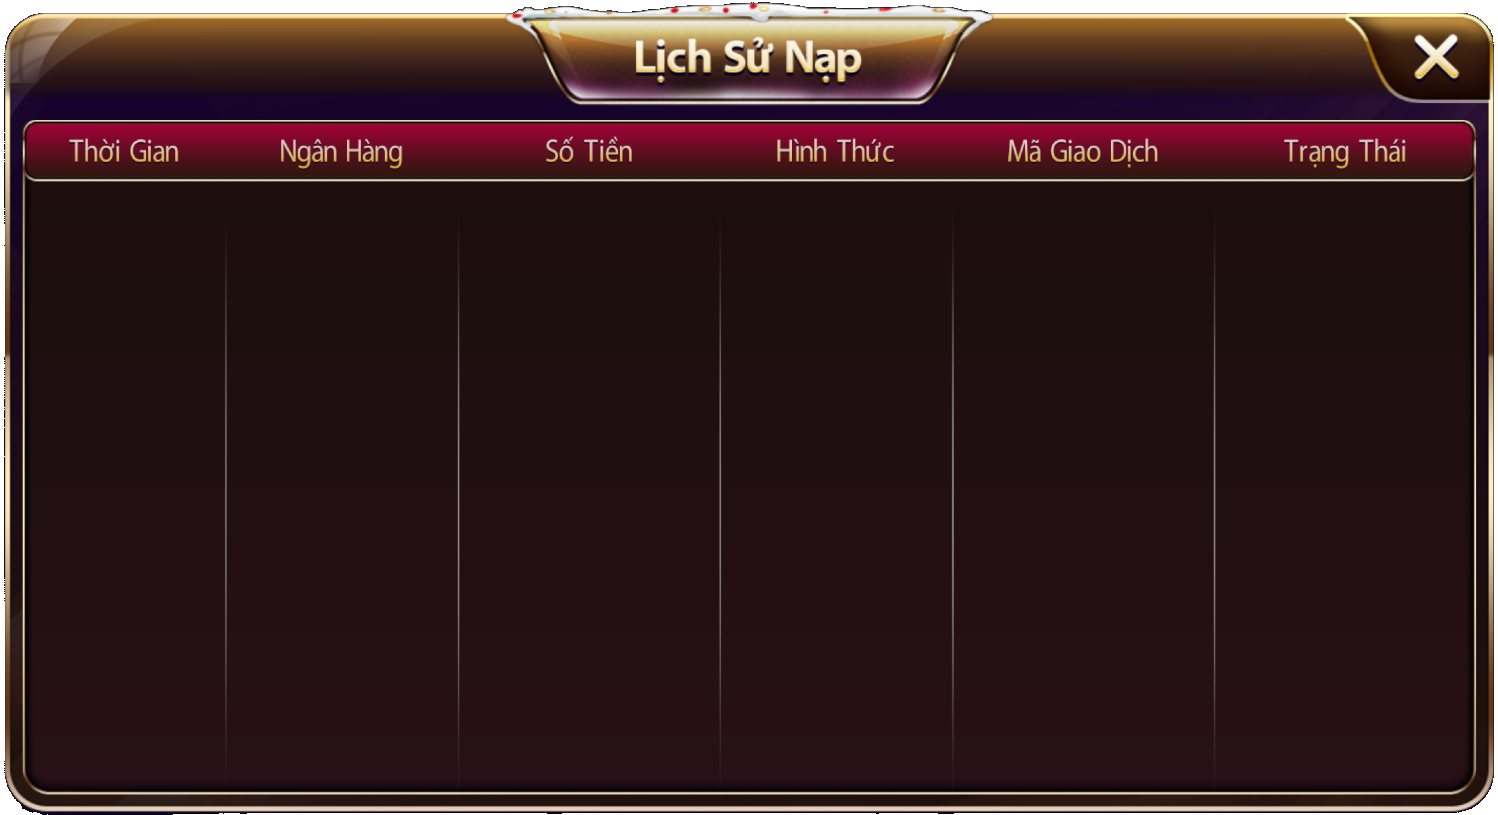 Lịch Sử Nạp
Thời Gian Ngân Hàng Số Tiền Hình Thức Mã Giao Dịch Trạng Thái